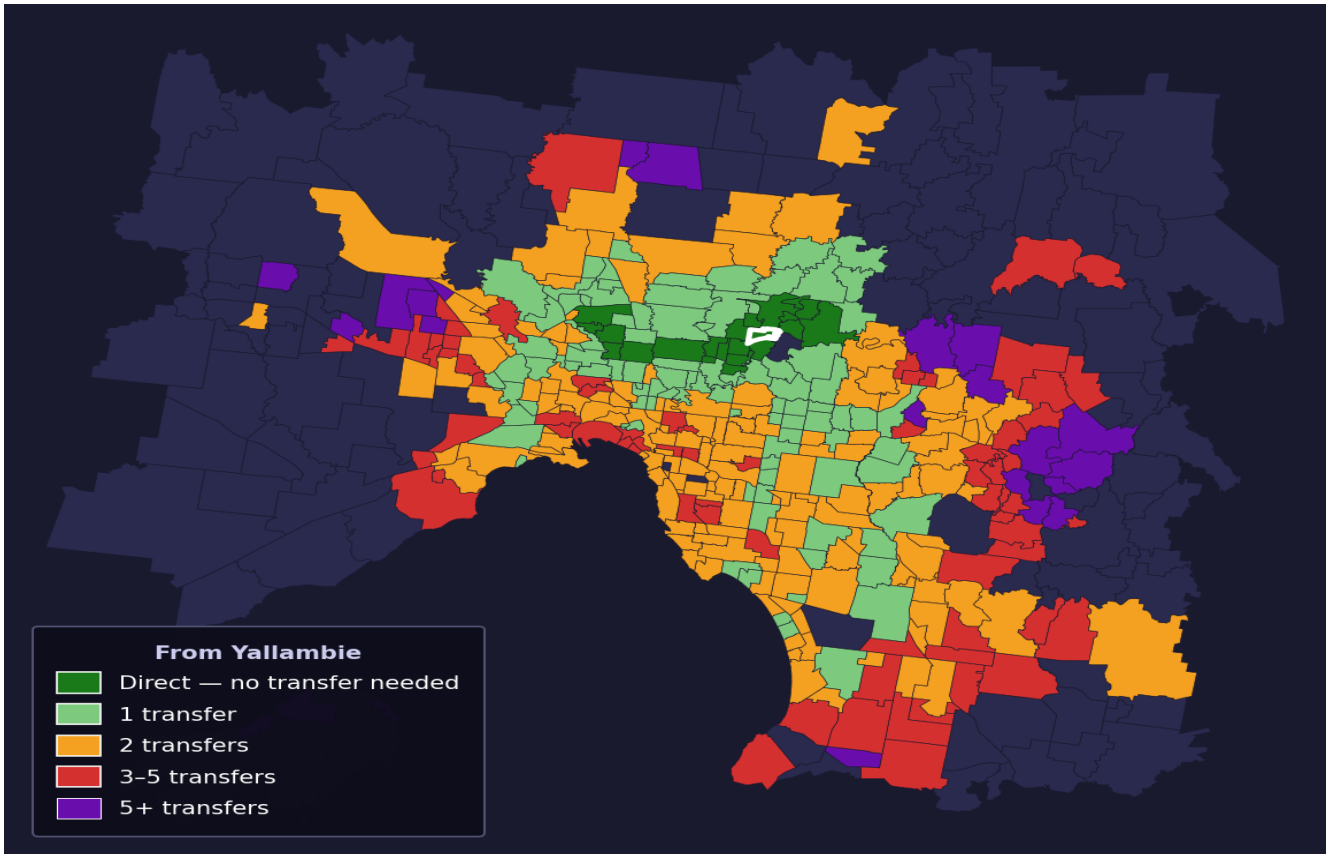 From Yallambie
Direct — no transfer needed
1 transfer
2 transfers
3–5 transfers
5+ transfers